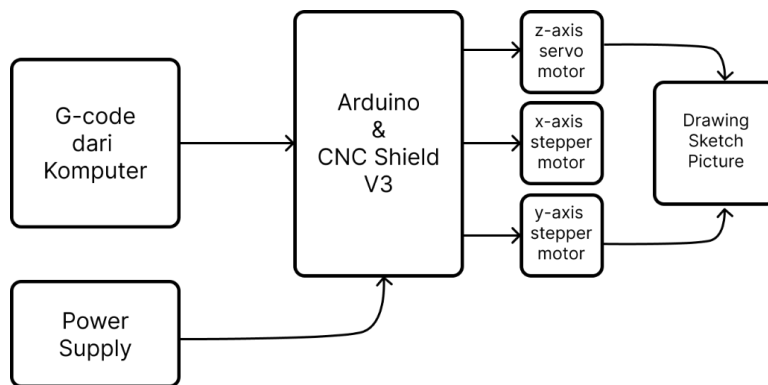 G-code
dari
Komputer
Power
Supply
Arduino
&
CNC Shield
V3
z-axis
servo
motor
x-axis
stepper
motor
y-axis
stepper
motor
Drawing
Sketch
Picture